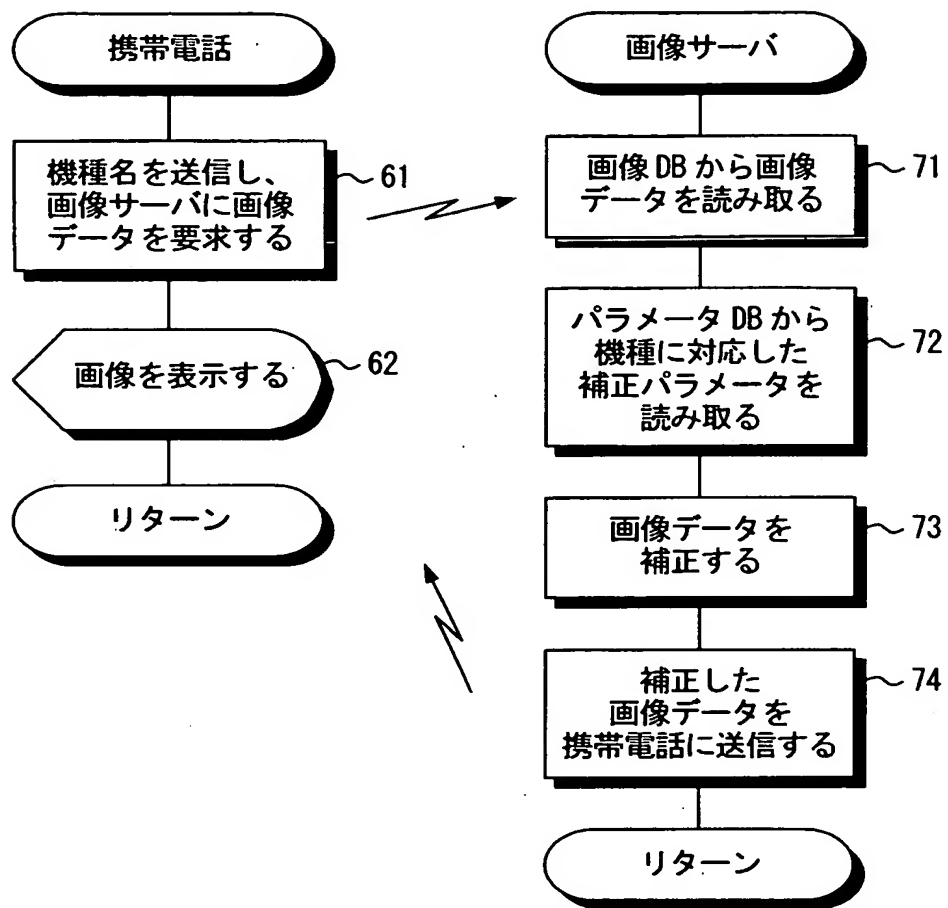 携帯電話
機種名を送信し、
画像サーバに画像
データを要求する
61
画像を表示する
62
リターン
画像サーバ
画像 DB から画像
データを読み取る
71
パラメータ DB から
機種に対応した
補正パラメータを
読み取る
72
画像データを
補正する
73
補正した
画像データを
携帯電話に送信する
74
リターン